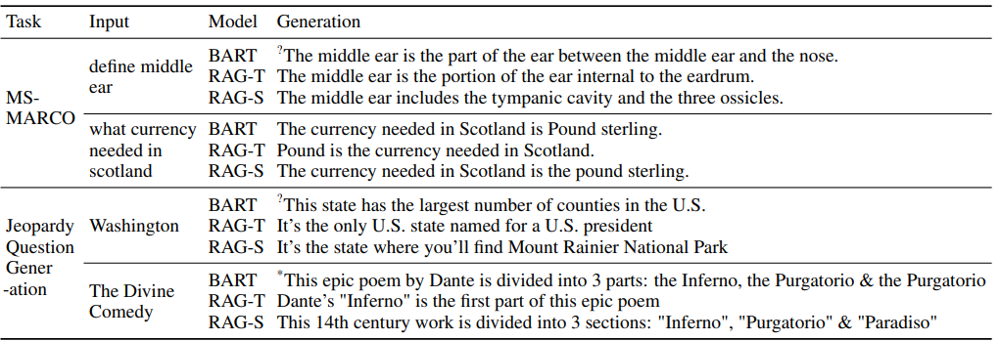 Task Input Model Generation
define middle ear
BART ?The middle ear is the part of the ear between the middle ear and the nose.
RAG-T The middle ear is the portion of the ear internal to the eardrum.
RAG-S The middle ear includes the tympanic cavity and the three ossicles.
MS-
MARCO
what currency
needed in
scotland
BART The currency needed in Scotland is Pound sterling.
RAG-T Pound is the currency needed in Scotland.
RAG-S The currency needed in Scotland is the pound sterling.
Jeopardy
Question
Gener
-ation
Washington
BART ?This state has the largest number of counties in the U.S.
RAG-T It's the only U.S. state named for a U.S. president
RAG-S It's the state where you'll find Mount Rainier National Park
The Divine
Comedy
BART *This epic poem by Dante is divided into 3 parts: the Inferno, the Purgatorio & the Purgatorio
RAG-T Dante's "Inferno" is the first part of this epic poem
RAG-S This 14th century work is divided into 3 sections: "Inferno", "Purgatorio" & "Paradiso"